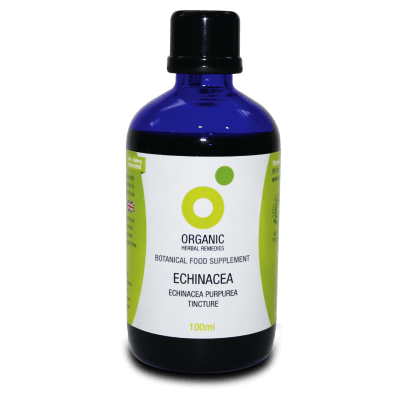 ORGANIC
HERBAL REMEDIES
BOTANICAL FOOD SUPPLEMENT
ECHINACEA
ECHINACEA PURPUREA
TINCTURE
100ml